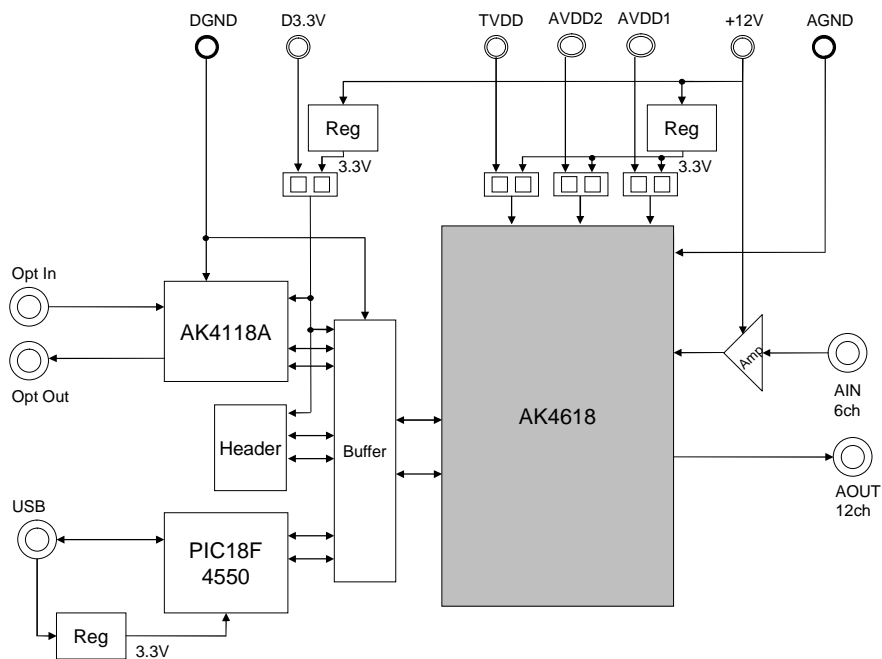 DGND
D3.3V
TVDD
AVDD2
AVDD1
+12V
AGND
Reg
3.3V
Reg
3.3V
Opt In
AK4118A
Opt Out
Amp
AIN
6ch
AK4618
Header
Buffer
AOUT
12ch
USB
PIC18F
4550
Reg
3.3V